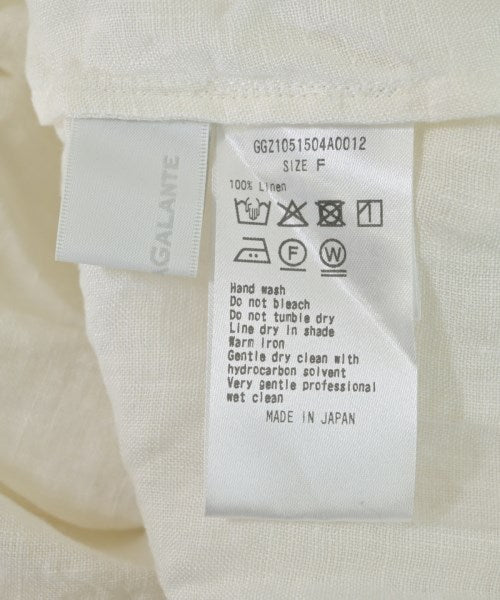 GGZ1051504A0012
SIZE F
100% Linen
F
W
Hand wash
Do not bleach
Do not tumble dry
Line dry in shade
Warm iron
Gentle dry clean with
hydrocarbon solvent
Very gentle professional
wet clean
MADE IN JAPAN
AGALANTE